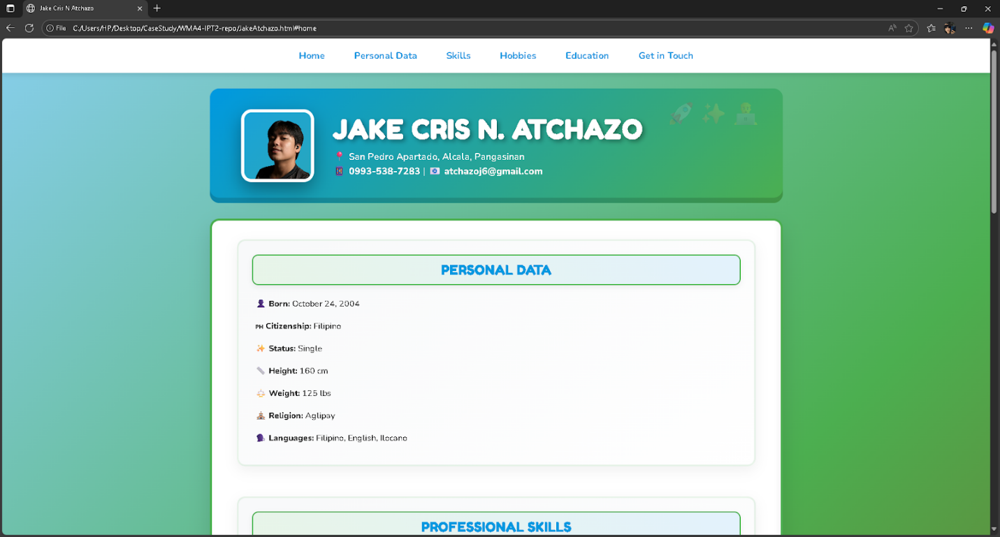 Jake Cris N Atchazo
File C:/Users/HP/Desktop/CaseStudy/WMA4-IPT2-repo/JakeAtchazo.html#home
Home Personal Data Skills Hobbies Education Get in Touch
JAKE CRIS N. ATCHAZO
San Pedro Apartado, Alcala, Pangasinan
0993-538-7283 | atchazoj6@gmail.com
PERSONAL DATA
Born: October 24, 2004
PH Citizenship: Filipino
Status: Single
Height: 160 cm
Weight: 125 lbs
Religion: Aglipay
Languages: Filipino, English, Ilocano
PROFESSIONAL SKILLS